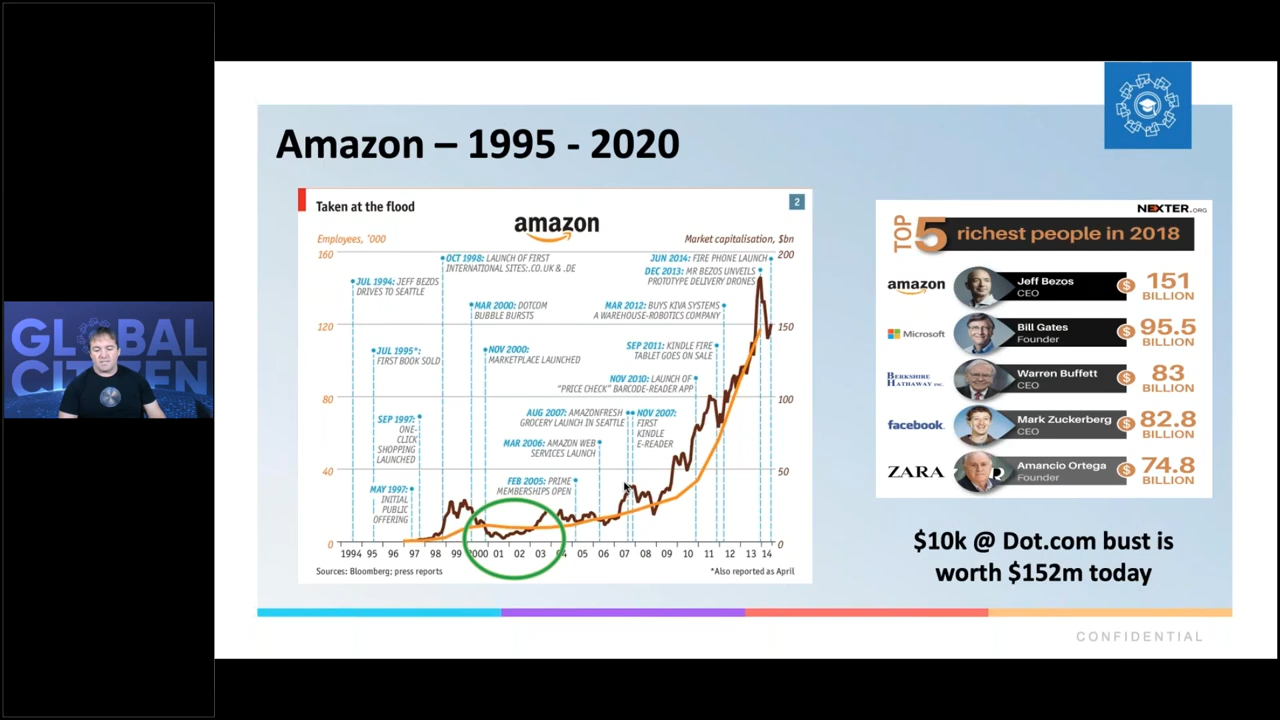 GLOBAL
CITIZEN
Amazon – 1995 - 2020
Taken at the flood
2
amazon
Employees, ’000
Market capitalisation, $bn
160
200
OCT 1998: LAUNCH OF FIRST
INTERNATIONAL SITES:.CO.UK & .DE
JUN 2014: FIRE PHONE LAUNCH
DEC 2013: MR BEZOS UNVEILS
PROTOTYPE DELIVERY DRONES
JUL 1994: JEFF BEZOS
DRIVES TO SEATTLE
MAR 2000: DOTCOM
BUBBLE BURSTS
MAR 2012: BUYS KIVA SYSTEMS
A WAREHOUSE-ROBOTICS COMPANY
120
150
JUL 1995*:
FIRST BOOK SOLD
NOV 2000:
MARKETPLACE LAUNCHED
SEP 2011: KINDLE FIRE
TABLET GOES ON SALE
NOV 2010: LAUNCH OF
“PRICE CHECK” BARCODE-READER APP
80
100
SEP 1997:
ONE-
CLICK
SHOPPING
LAUNCHED
AUG 2007: AMAZONFRESH
GROCERY LAUNCH IN SEATTLE
NOV 2007:
FIRST
KINDLE
E-READER
MAR 2006: AMAZON WEB
SERVICES LAUNCH
40
50
FEB 2005: PRIME
MEMBERSHIPS OPEN
MAY 1997:
INITIAL
PUBLIC
OFFERING
0
0
1994 95 96 97 98 99 2000 01 02 03 04 05 06 07 08 09 10 11 12 13 14
Sources: Bloomberg; press reports
*Also reported as April
NEXTER.ORG
TOP 5 richest people in 2018
amazon
Jeff Bezos
CEO
$
151
BILLION
Microsoft
Bill Gates
Founder
$
95.5
BILLION
BERKSHIRE
HATHAWAY INC.
Warren Buffett
CEO
$
83
BILLION
facebook
Mark Zuckerberg
CEO
$
82.8
BILLION
ZARA
Amancio Ortega
Founder
$
74.8
BILLION
$10k @ Dot.com bust is
worth $152m today
CONFIDENTIAL